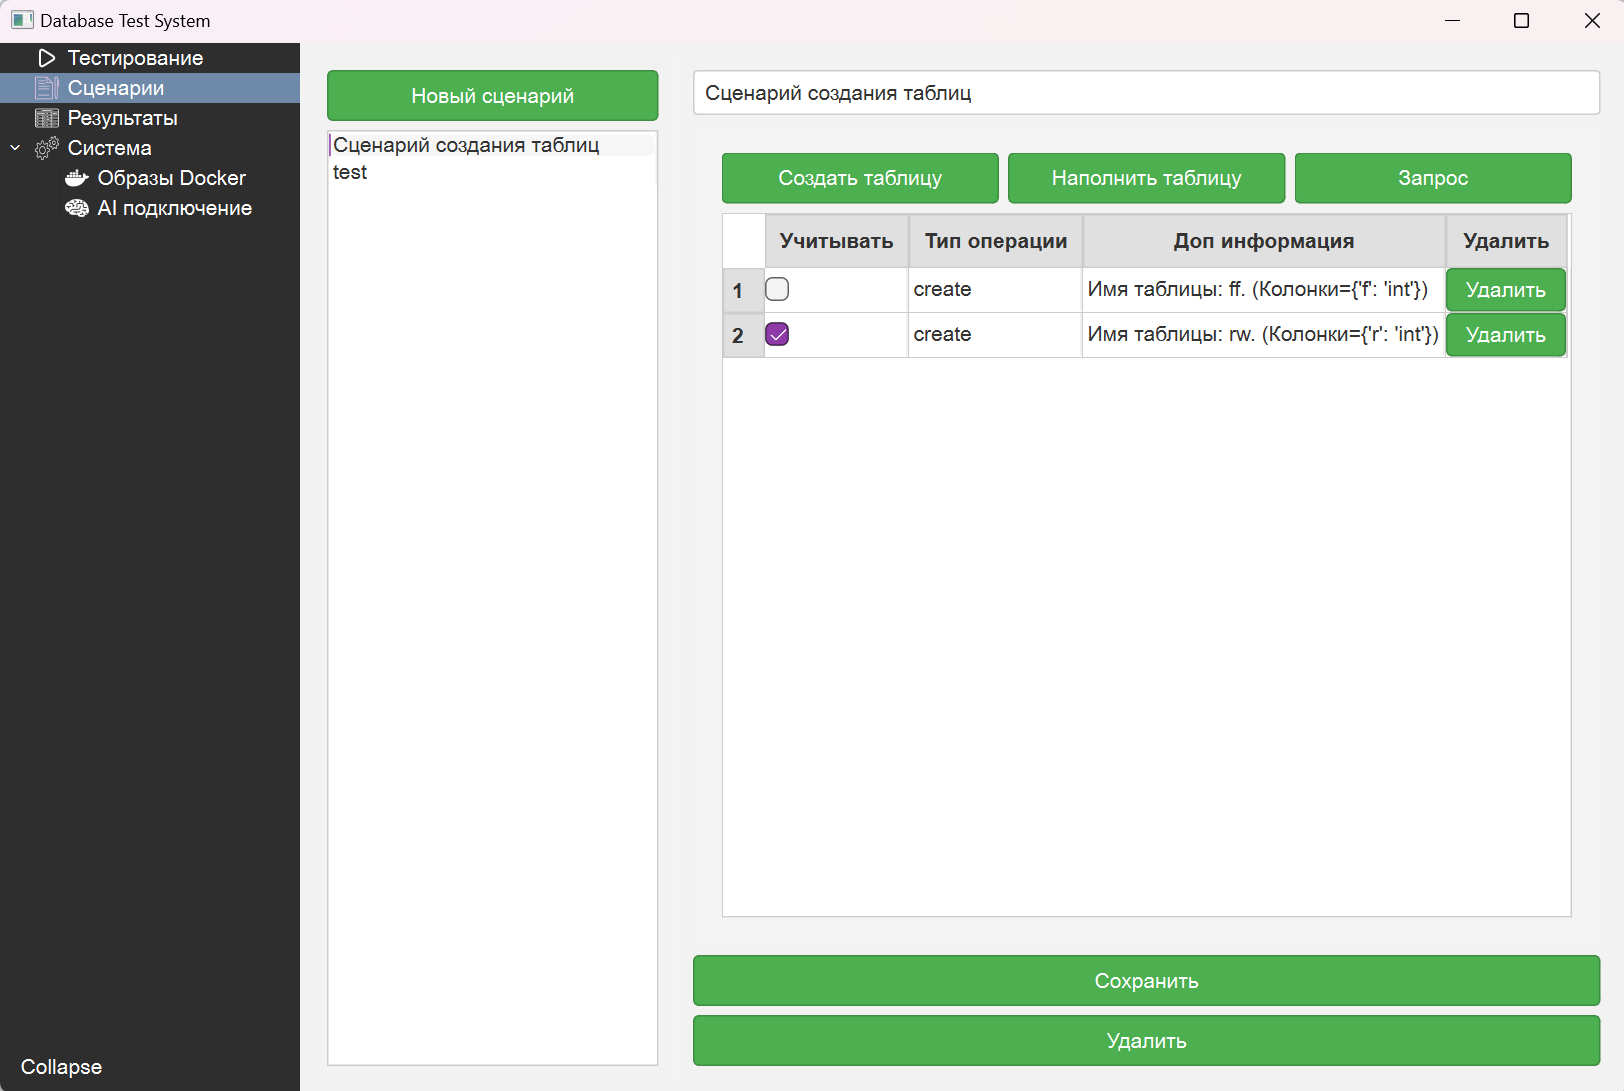 Database Test System
Тестирование
Сценарии
Результаты
Система
Образы Docker
AI подключение
Collapse
Новый сценарий
Сценарий создания таблиц
test
Сценарий создания таблиц
Создать таблицу Наполнить таблицу Запрос
Учитывать Тип операции Доп информация Удалить
1 create Имя таблицы: ff. (Колонки={'f': 'int'}) Удалить
2 create Имя таблицы: rw. (Колонки={'r': 'int'}) Удалить
Сохранить
Удалить